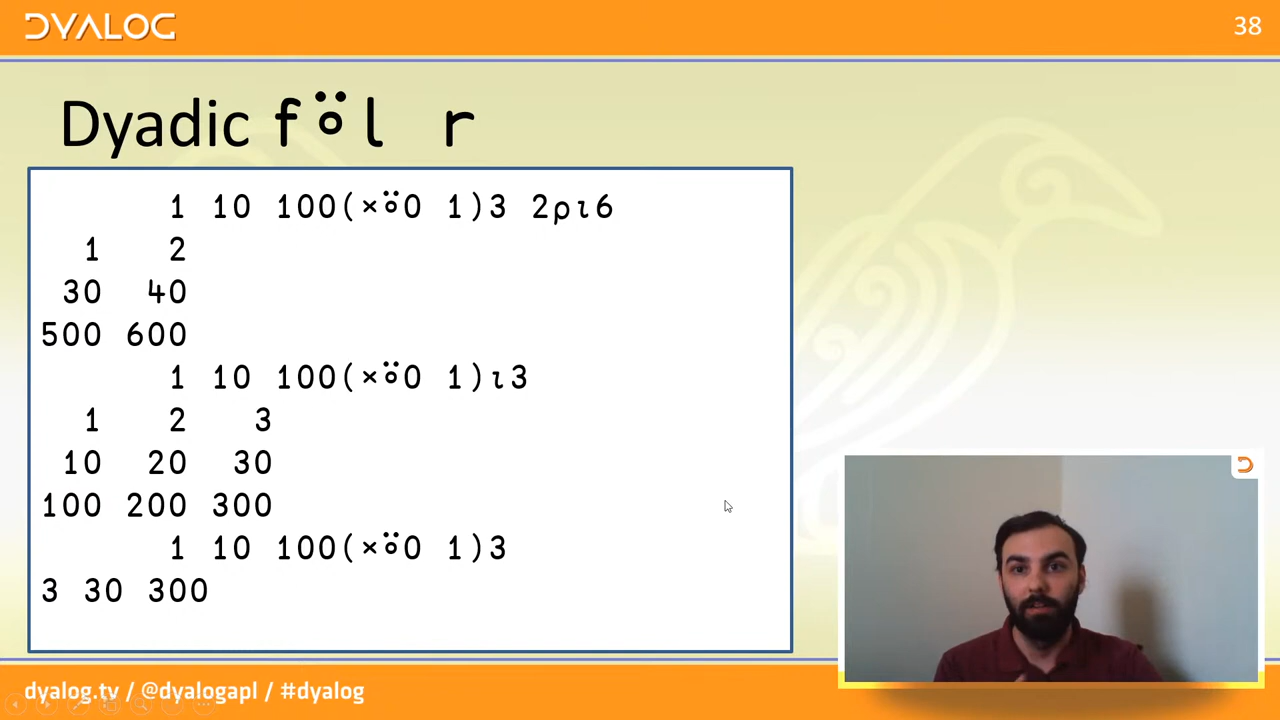 DYALOG
38
Dyadic f⍤l r
1 10 100(×⍤0 1)3 2⍴⍳6
1 2
30 40
500 600
1 10 100(×⍤0 1)⍳3
1 2 3
10 20 30
100 200 300
1 10 100(×⍤0 1)3
3 30 300
dyalog.tv / @dyalogapl / #dyalog